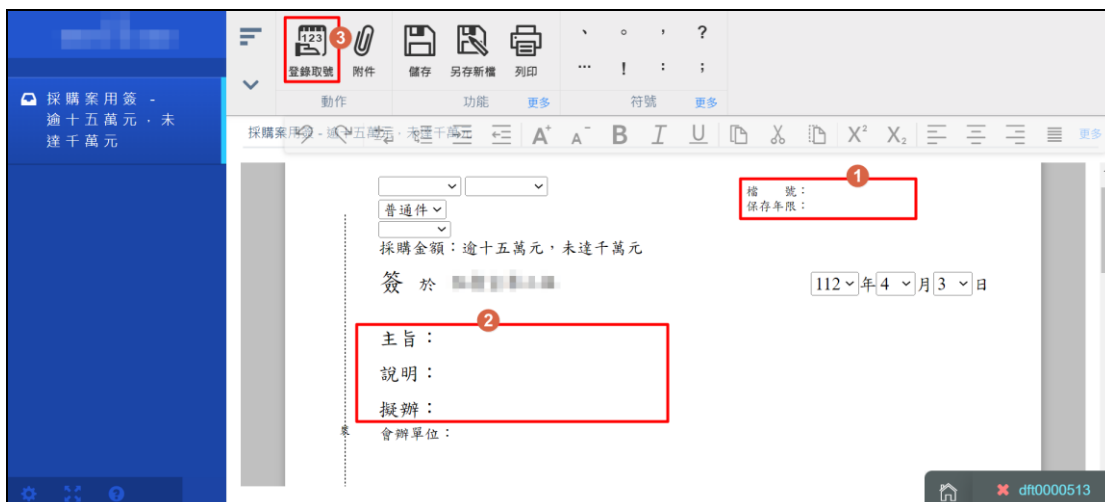 採購案用簽 -
逾十五萬元．未
達千萬元
123
3
登錄取號 附件 儲存 另存新檔 列印
、 。 ， ？
… ！ ： ；
動作 功能 更多 符號 更多
採購案用簽 - 逾十五萬元．未達千萬元
A+ A- B I U X² X₂ 更多
1
檔　　號：
保存年限：
普通件
採購金額：逾十五萬元，未達千萬元
簽 於
112 年 4 月 3 日
2
主旨：
說明：
擬辦：
裝
會辦單位：
dft0000513